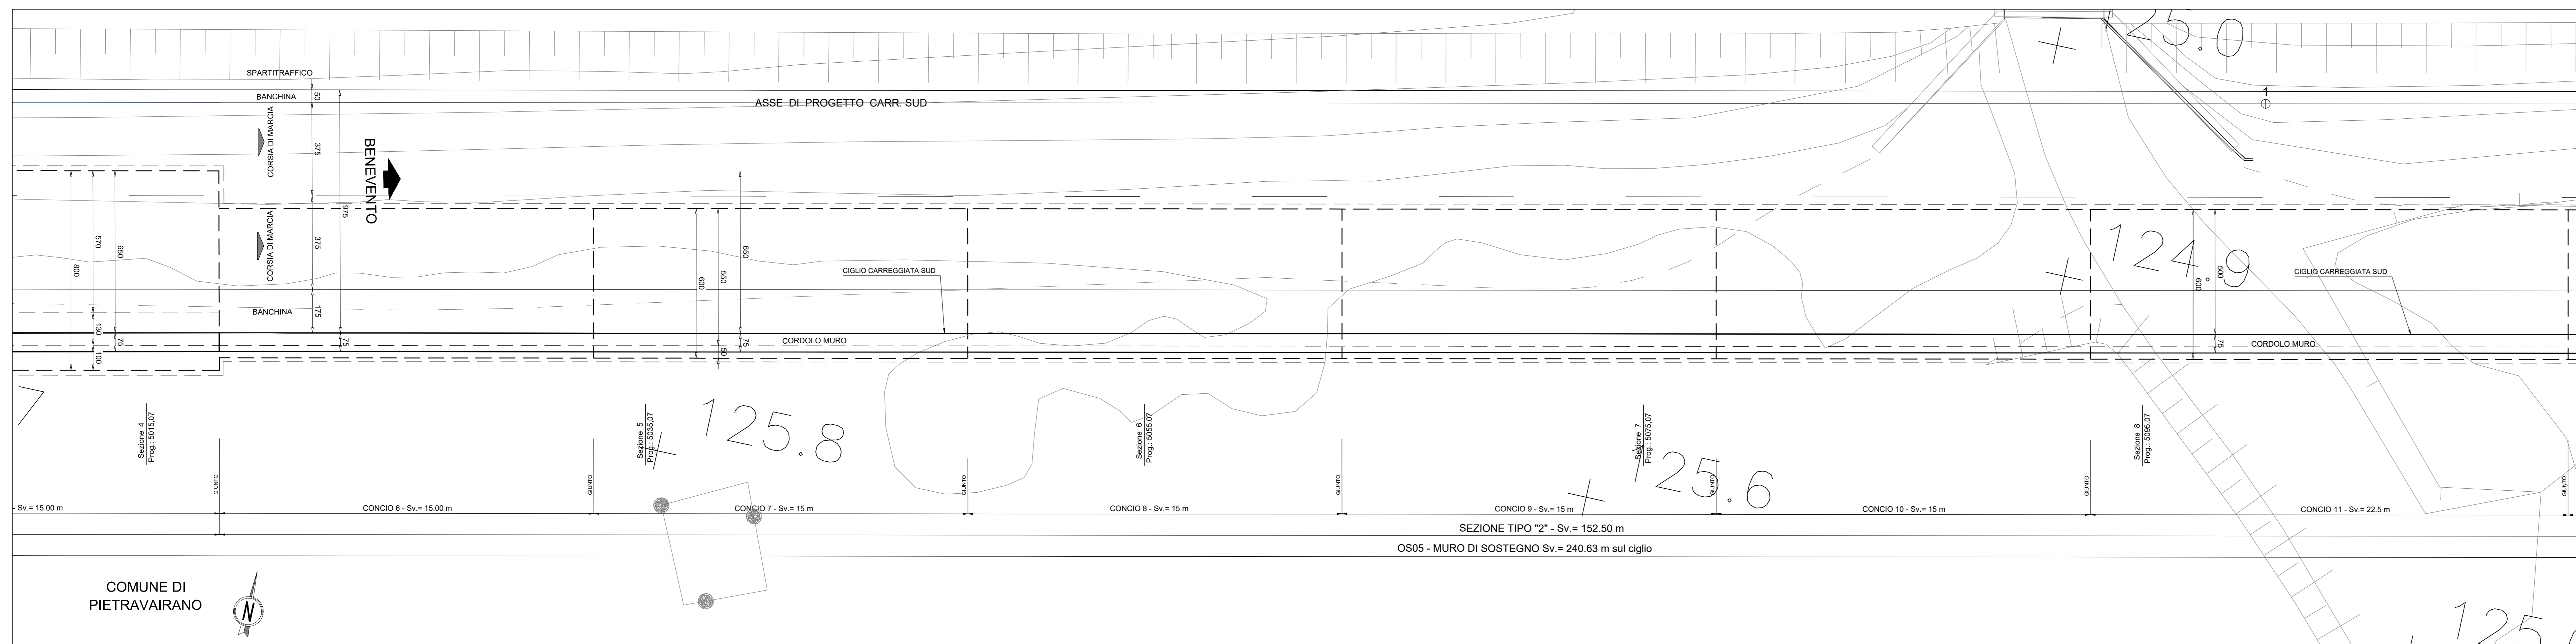 125.0
SPARTITRAFFICO
BANCHINA
50
1
ASSE DI PROGETTO CARR. SUD
CORSIA DI MARCIA
375
BENEVENTO
975
CORSIA DI MARCIA
375
800
570
650
600
550
650
CIGLIO CARREGGIATA SUD
124.9
600
500
CIGLIO CARREGGIATA SUD
BANCHINA
175
130
75
75
75
75
100
50
CORDOLO MURO
CORDOLO MURO
7
125.8
125.6
Sezione 4
Prog.: 5015,07
Sezione 5
Prog.: 5035,07
Sezione 6
Prog.: 5055,07
Sezione 7
Prog.: 5075,07
Sezione 8
Prog.: 5095,07
GIUNTO
GIUNTO
GIUNTO
GIUNTO
GIUNTO
GIUNTO
GIUNTO
- Sv.= 15.00 m
CONCIO 6 - Sv.= 15.00 m
CONCIO 7 - Sv.= 15 m
CONCIO 8 - Sv.= 15 m
CONCIO 9 - Sv.= 15 m
CONCIO 10 - Sv.= 15 m
CONCIO 11 - Sv.= 22.5 m
SEZIONE TIPO "2" - Sv.= 152.50 m
OS05 - MURO DI SOSTEGNO Sv.= 240.63 m sul ciglio
COMUNE DI
PIETRAVAIRANO
N